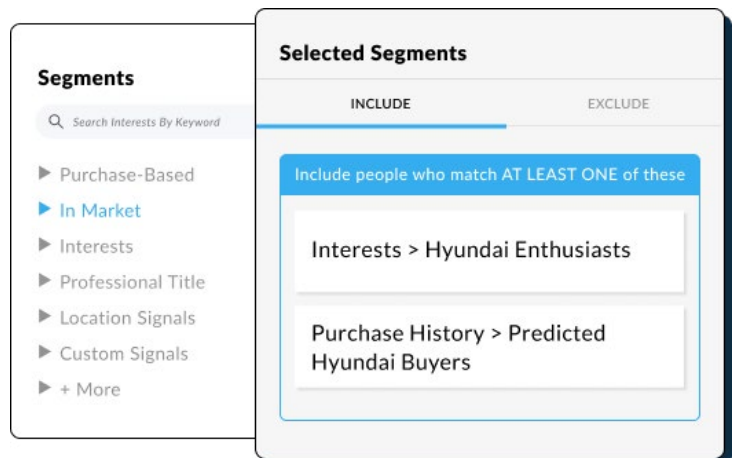 Segments
Search Interests By Keyword
Purchase-Based
In Market
Interests
Professional Title
Location Signals
Custom Signals
+ More
Selected Segments
INCLUDE
EXCLUDE
Include people who match AT LEAST ONE of these
Interests > Hyundai Enthusiasts
Purchase History > Predicted
Hyundai Buyers